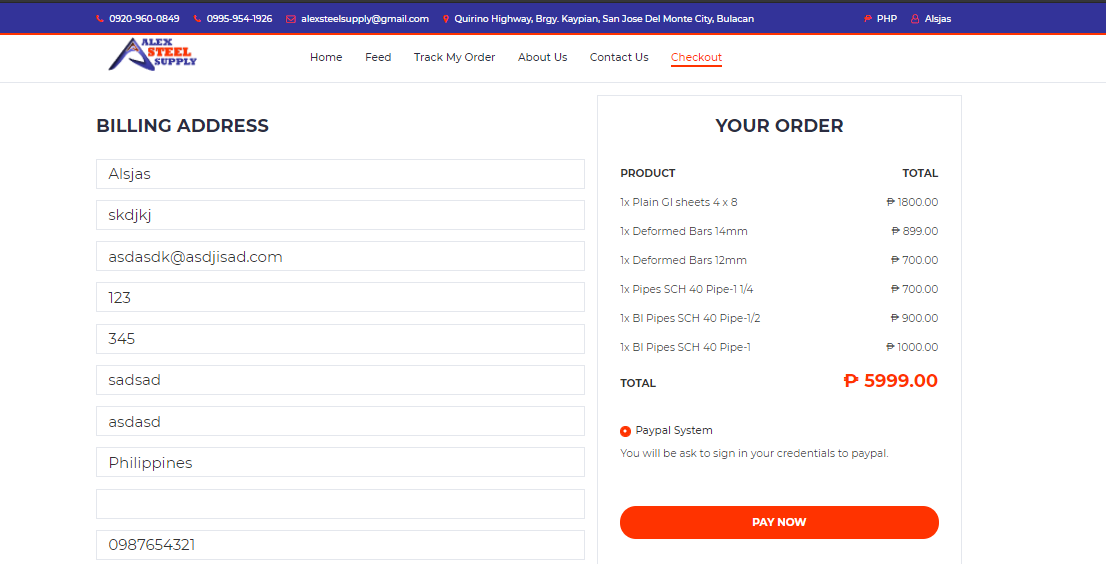 0920-960-0849 0995-954-1926 alexsteelsupply@gmail.com Quirino Highway, Brgy. Kaypian, San Jose Del Monte City, Bulacan ₱ PHP Alsjas
ALEX
STEEL
SUPPLY
Home Feed Track My Order About Us Contact Us Checkout
BILLING ADDRESS
Alsjas
skdjkj
asdasdk@asdjisad.com
123
345
sadsad
asdasd
Philippines
0987654321
YOUR ORDER
PRODUCT TOTAL
1x Plain GI sheets 4 x 8 ₱ 1800.00
1x Deformed Bars 14mm ₱ 899.00
1x Deformed Bars 12mm ₱ 700.00
1x Pipes SCH 40 Pipe-1 1/4 ₱ 700.00
1x BI Pipes SCH 40 Pipe-1/2 ₱ 900.00
1x BI Pipes SCH 40 Pipe-1 ₱ 1000.00
TOTAL ₱ 5999.00
Paypal System
You will be ask to sign in your credentials to paypal.
PAY NOW